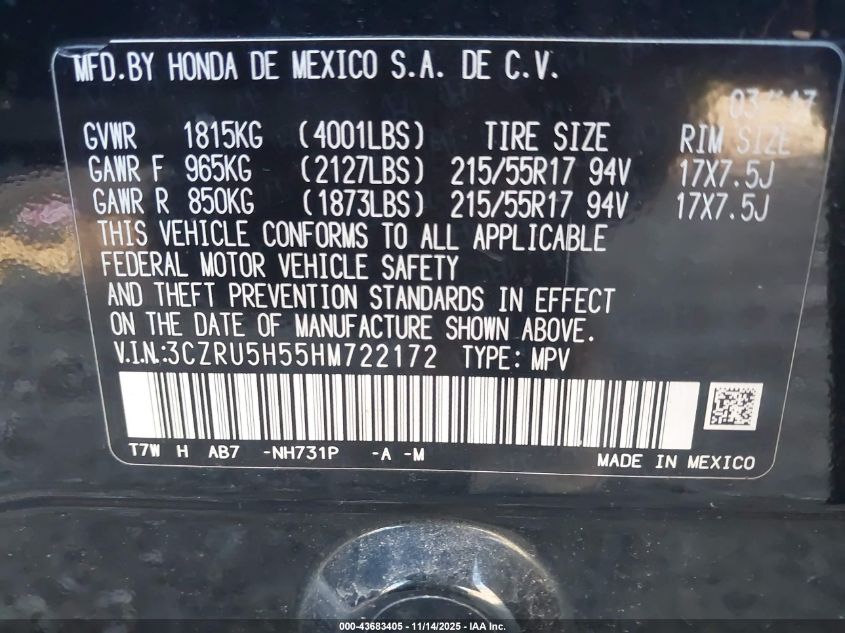 MFD.BY HONDA DE MEXICO S.A. DE C.V.
GVWR 1815KG (4001LBS) TIRE SIZE RIM SIZE
GAWR F 965KG (2127LBS) 215/55R17 94V 17X7.5J
GAWR R 850KG (1873LBS) 215/55R17 94V 17X7.5J
THIS VEHICLE CONFORMS TO ALL APPLICABLE
FEDERAL MOTOR VEHICLE SAFETY
AND THEFT PREVENTION STANDARDS IN EFFECT
ON THE DATE OF MANUFACTURE SHOWN ABOVE.
V.I.N.:3CZRU5H55HM722172 TYPE: MPV
T7W H AB7 -NH731P -A -M
MADE IN MEXICO
000-43683405 - 11/14/2025 - IAA Inc.